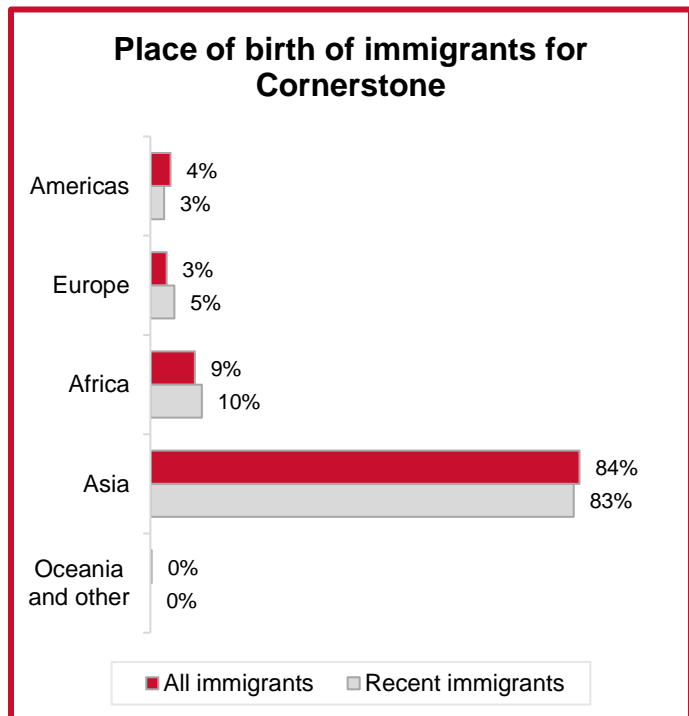 Place of birth of immigrants for
Cornerstone
Americas
4%
3%
Europe
3%
5%
Africa
9%
10%
Asia
84%
83%
Oceania
and other
0%
0%
All immigrants
Recent immigrants